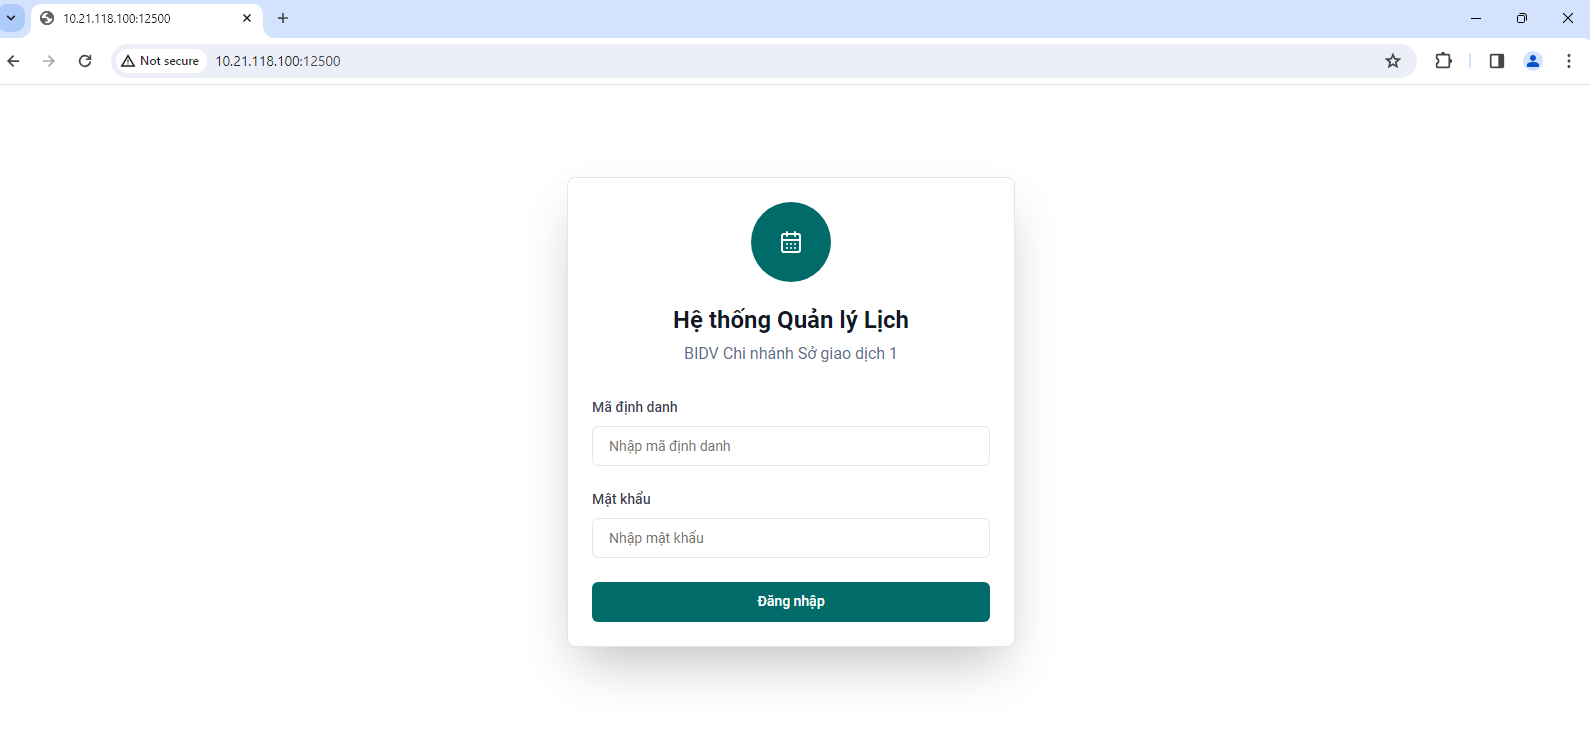 10.21.118.100:12500
Not secure
10.21.118.100:12500
Hệ thống Quản lý Lịch
BIDV Chi nhánh Sở giao dịch 1
Mã định danh
Nhập mã định danh
Mật khẩu
Nhập mật khẩu
Đăng nhập